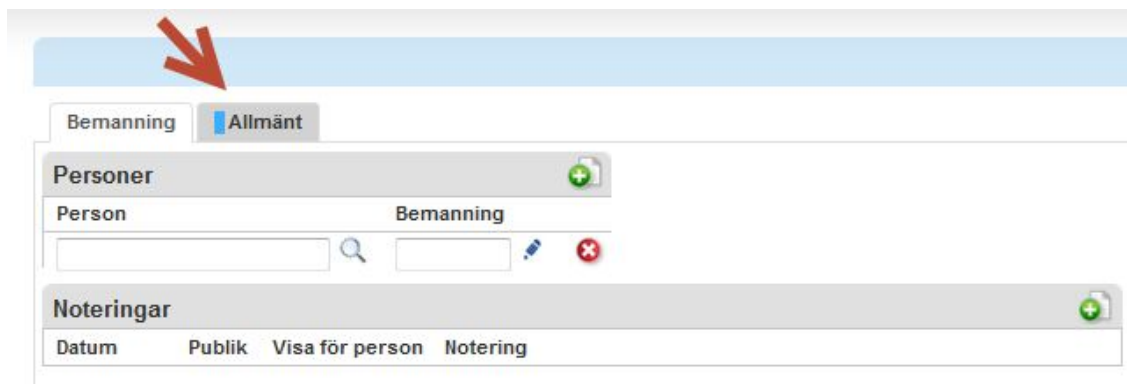 Bemanning Allmänt
Personer
Person Bemanning
Noteringar
Datum Publik Visa för person Notering